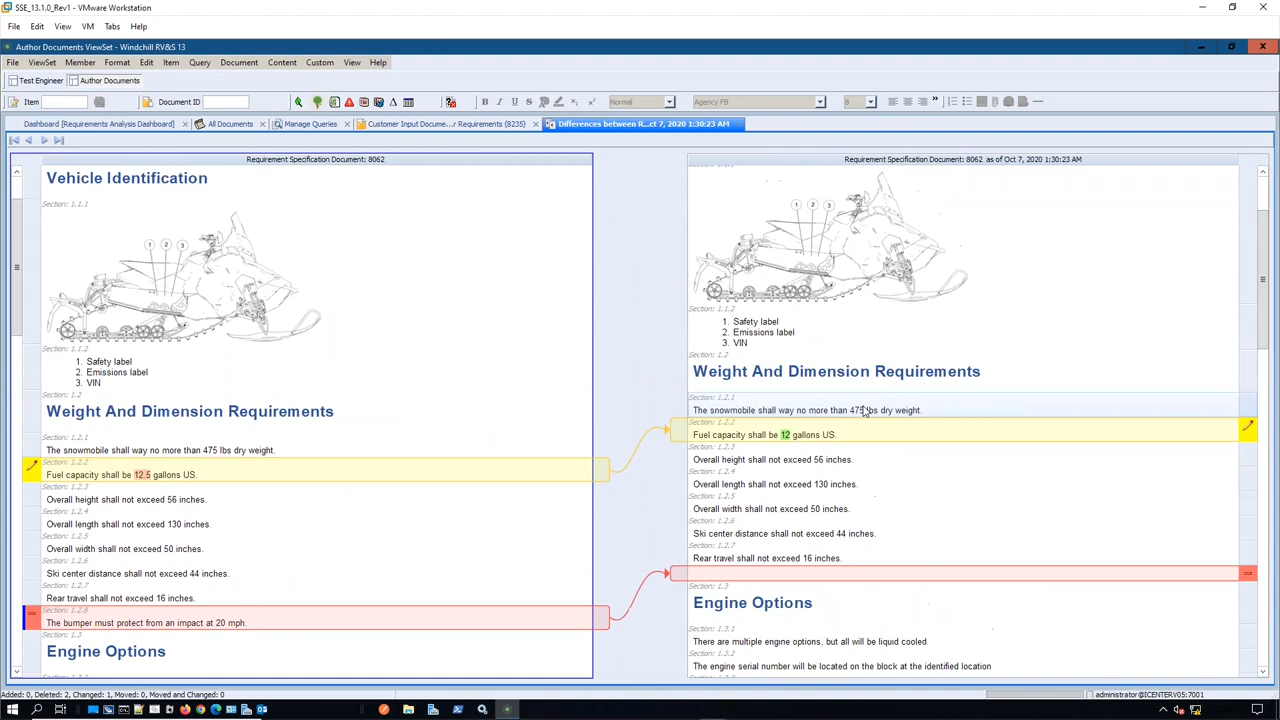 SSE_13.1.0_Rev1 - VMware Workstation
File Edit View VM Tabs Help
Author Documents ViewSet - Windchill RV&S 13
File ViewSet Member Format Edit Item Query Document Content Custom View Help
Test Engineer Author Documents
Item Document ID B I U S Normal Agency FB 8
Dashboard [Requirements Analysis Dashboard] All Documents Manage Queries Customer Input Docume...r Requirements (8235) Differences between R...ct 7, 2020 1:30:23 AM
Requirement Specification Document: 8062
Vehicle Identification
Section: 1.1.1
1 2 3
Section: 1.1.2
1. Safety label
2. Emissions label
3. VIN
Section: 1.2
Weight And Dimension Requirements
Section: 1.2.1
The snowmobile shall way no more than 475 lbs dry weight.
Section: 1.2.2
Fuel capacity shall be 12.5 gallons US.
Section: 1.2.3
Overall height shall not exceed 56 inches.
Section: 1.2.4
Overall length shall not exceed 130 inches.
Section: 1.2.5
Overall width shall not exceed 50 inches.
Section: 1.2.6
Ski center distance shall not exceed 44 inches.
Section: 1.2.7
Rear travel shall not exceed 16 inches.
Section: 1.2.8
The bumper must protect from an impact at 20 mph.
Section: 1.3
Engine Options
Requirement Specification Document: 8062 as of Oct 7, 2020 1:30:23 AM
Section: 1.1.1
1 2 3
Section: 1.1.2
1. Safety label
2. Emissions label
3. VIN
Section: 1.2
Weight And Dimension Requirements
Section: 1.2.1
The snowmobile shall way no more than 475 lbs dry weight.
Section: 1.2.2
Fuel capacity shall be 12 gallons US.
Section: 1.2.3
Overall height shall not exceed 56 inches.
Section: 1.2.4
Overall length shall not exceed 130 inches.
Section: 1.2.5
Overall width shall not exceed 50 inches.
Section: 1.2.6
Ski center distance shall not exceed 44 inches.
Section: 1.2.7
Rear travel shall not exceed 16 inches.
Section: 1.3
Engine Options
Section: 1.3.1
There are multiple engine options, but all will be liquid cooled.
Section: 1.3.2
The engine serial number will be located on the block at the identified location
Added: 0, Deleted: 2, Changed: 1, Moved: 0, Moved and Changed: 0
administrator@ICENTERV05:7001